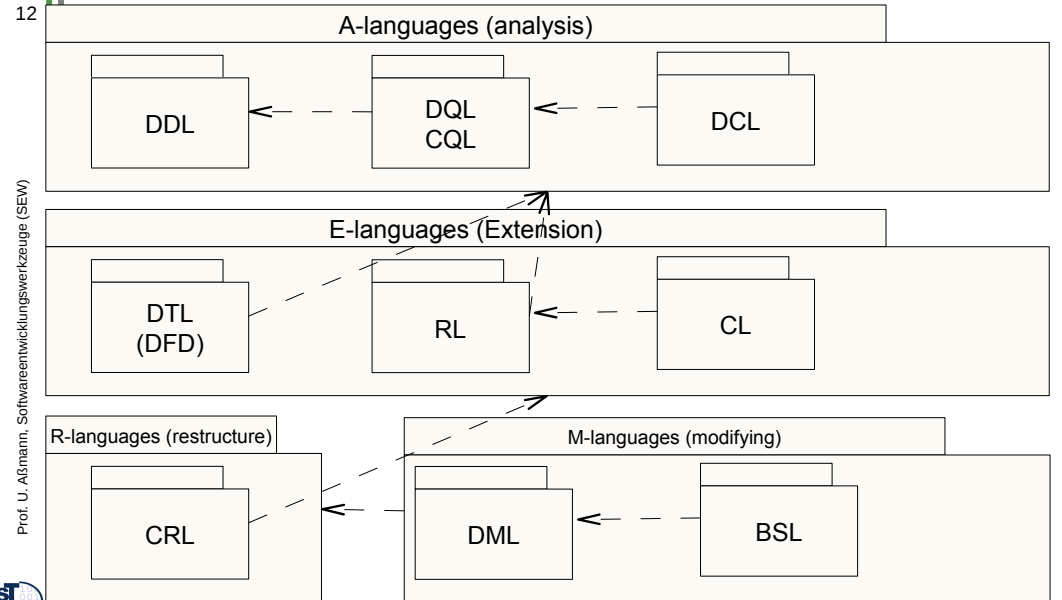 12
A-languages (analysis)
DDL
DQL
CQL
DCL
E-languages (Extension)
DTL
(DFD)
RL
CL
R-languages (restructure)
M-languages (modifying)
CRL
DML
BSL
Prof. U. Aßmann, Softwareentwicklungswerkzeuge (SEW)